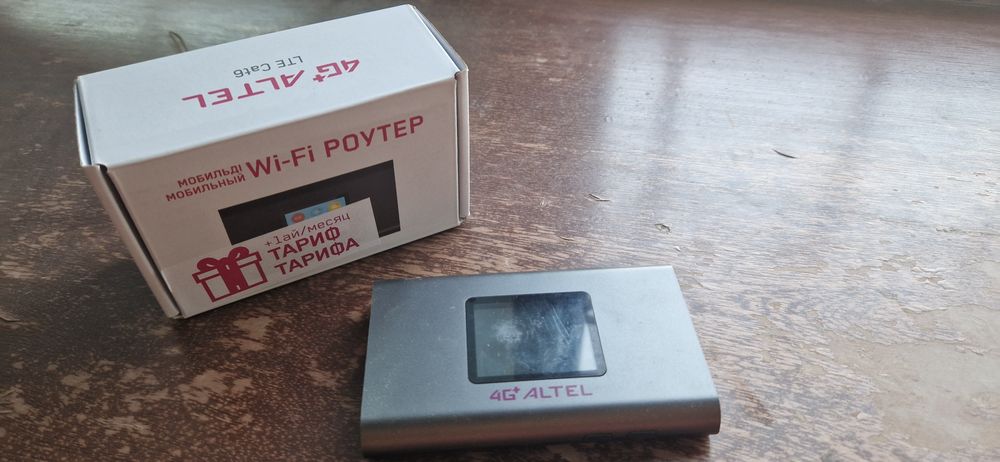 4G+ ALTEL
LTE Cat6
МОБИЛЬДІ
МОБИЛЬНЫЙ
Wi-Fi РОУТЕР
+1ай/месяц
ТАРИФ
ТАРИФА
4G+ ALTEL